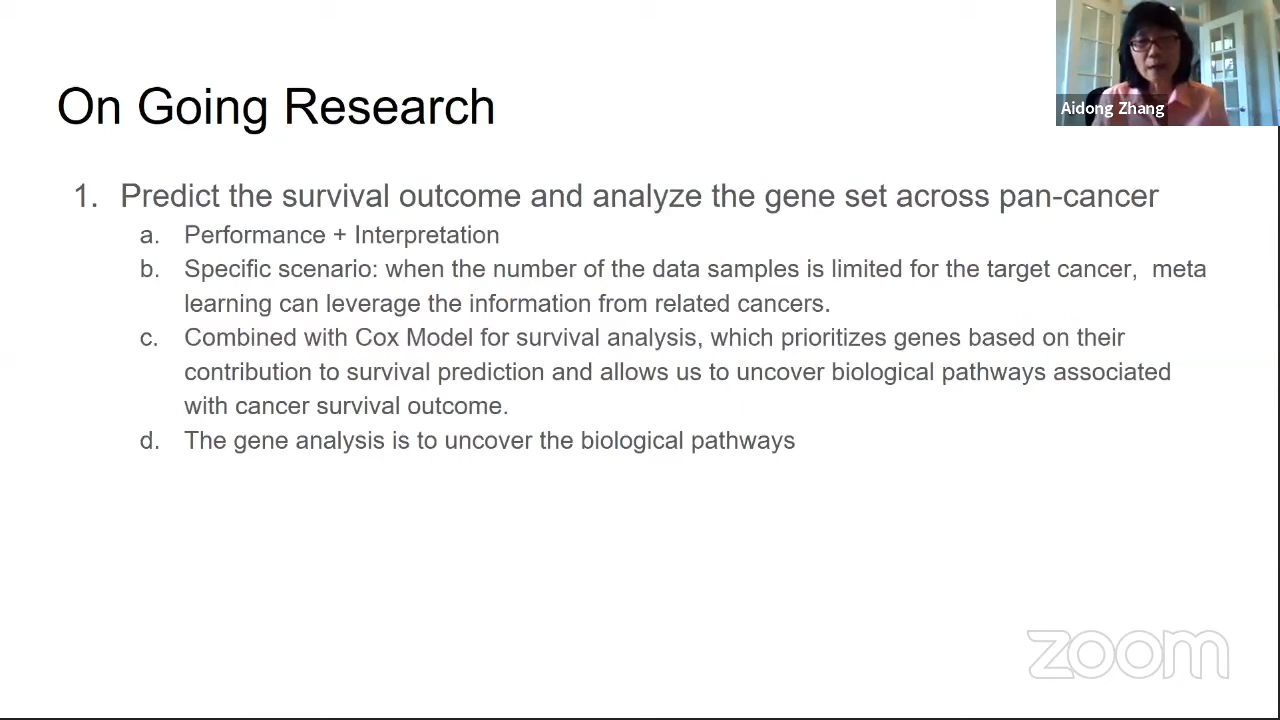 Aidong Zhang
On Going Research
1. Predict the survival outcome and analyze the gene set across pan-cancer
a. Performance + Interpretation
b. Specific scenario: when the number of the data samples is limited for the target cancer, meta
learning can leverage the information from related cancers.
c. Combined with Cox Model for survival analysis, which prioritizes genes based on their
contribution to survival prediction and allows us to uncover biological pathways associated
with cancer survival outcome.
d. The gene analysis is to uncover the biological pathways
zoom